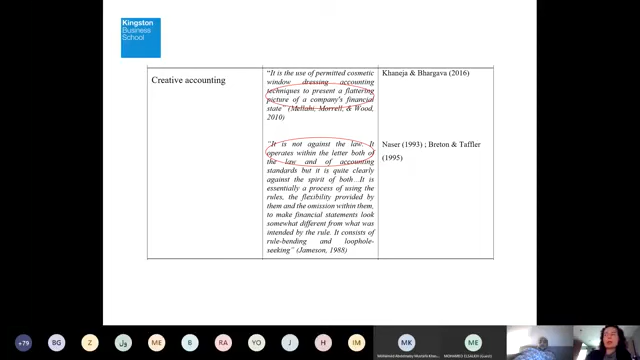 Kingston
Business
School
Creative accounting
"It is the use of permitted cosmetic
window dressing accounting
techniques to present a flattering
picture of a company's financial
state" (Mellahi, Morrell, & Wood,
2010)
Khaneja & Bhargava (2016)
"It is not against the law. It
operates within the letter both of
the law and of accounting
standards but it is quite clearly
against the spirit of both...It is
essentially a process of using the
rules, the flexibility provided by
them and the omission within them,
to make financial statements look
somewhat different from what was
intended by the rule. It consists of
rule-bending and loophole-
seeking" (Jameson, 1988)
Naser (1993) ; Breton & Taffler
(1995)
+79
BG
Z
ول
ME
B
RA
YO
J
H
IM
MK
ME
MOHAMED ELSALKH (Guest)